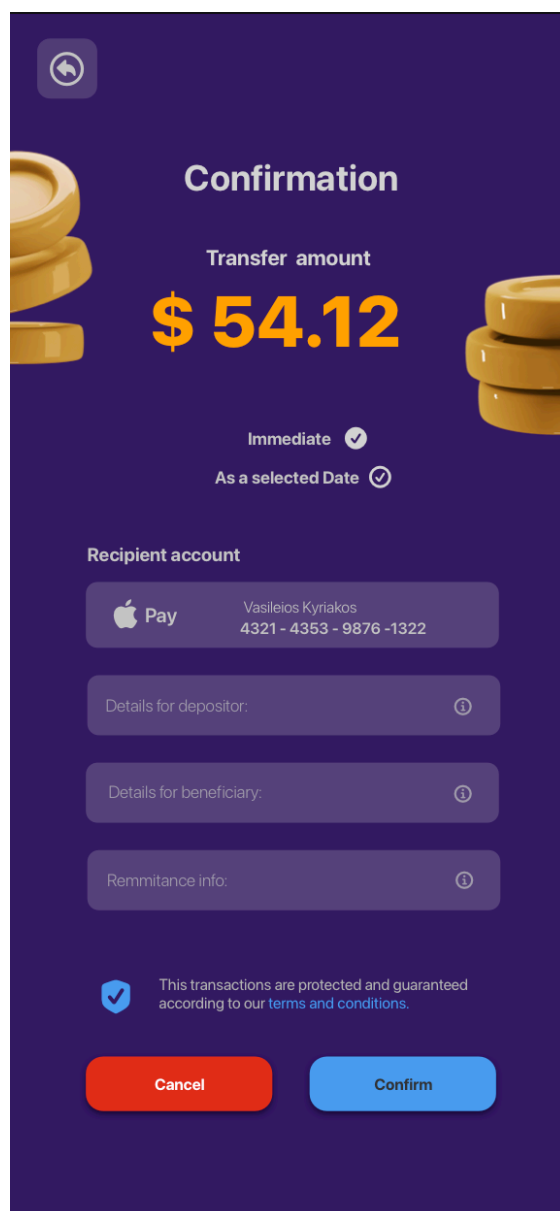 Confirmation
Transfer amount
$ 54.12
Immediate
As a selected Date
Recipient account
Pay
Vasileios Kyriakos
4321 - 4353 - 9876 -1322
Details for depositor:
Details for beneficiary:
Remmitance info:
This transactions are protected and guaranteed
according to our terms and conditions.
Cancel
Confirm